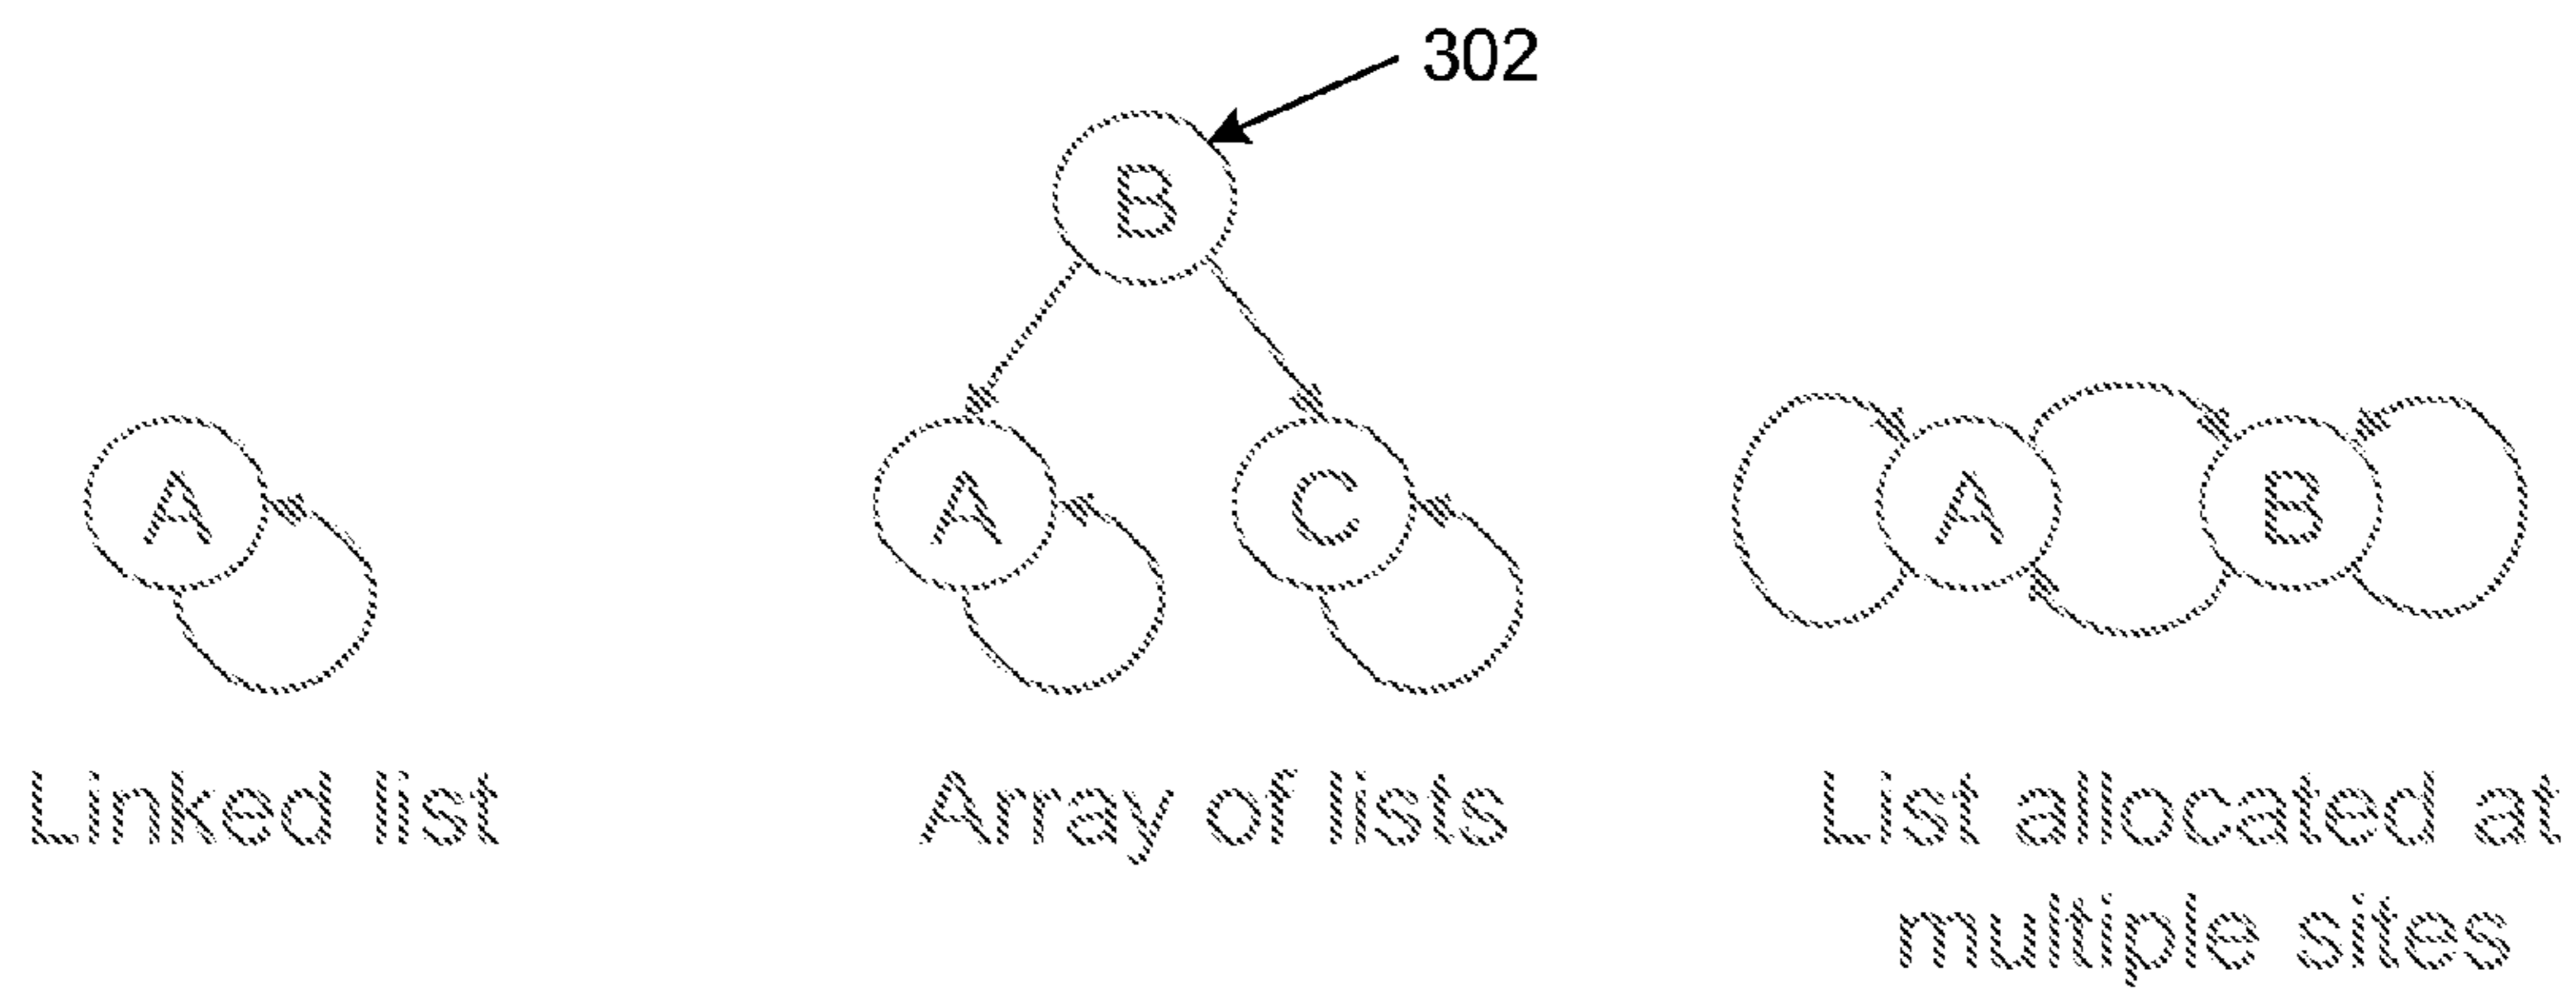 302
B
A
A
C
A
B
Linked list
Array of lists
List allocated at
multiple sites